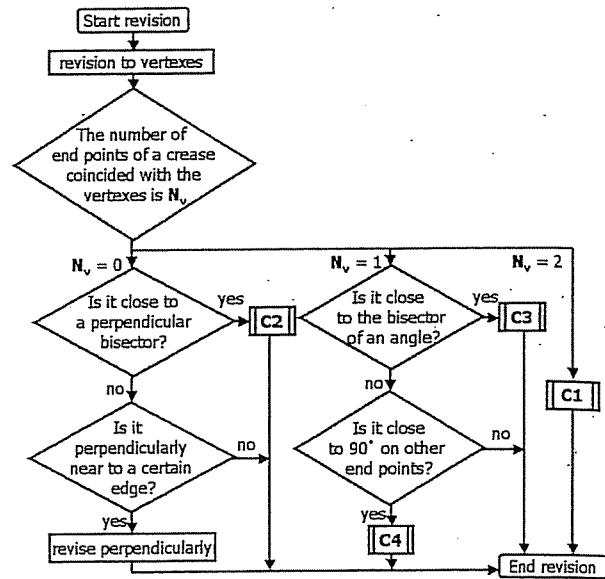 Start revision
revision to vertexes
The number of
end points of a crease
coincided with the
vertexes is Nv
Nv = 0
Nv = 1
Nv = 2
Is it close to
a perpendicular
bisector?
yes
C2
Is it close
to the bisector
of an angle?
yes
C3
no
no
C1
Is it
perpendicularly
near to a certain
edge?
no
Is it close
to 90° on other
end points?
no
yes
revise perpendicularly
yes
C4
End revision